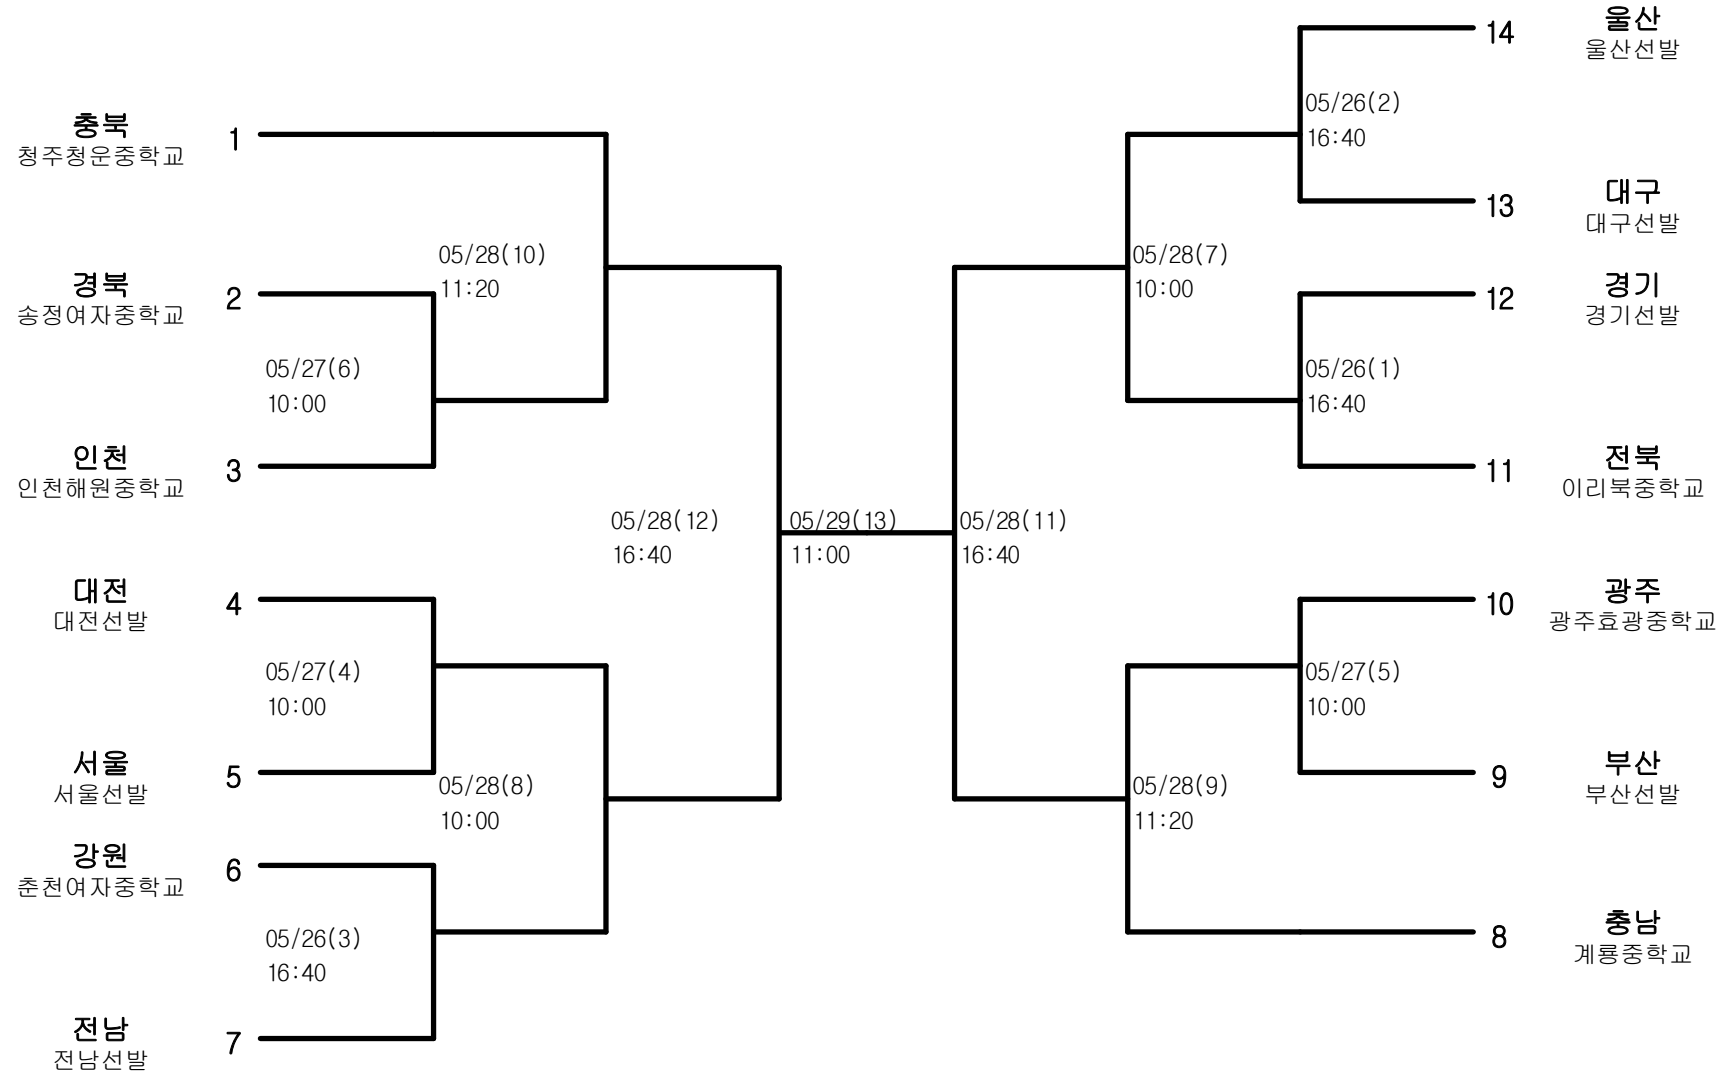 충북
청주청운중학교
1
05/28(10)
11:20
경북
송정여자중학교
2
05/27(6)
10:00
인천
인천해원중학교
3
05/28(12)
16:40
대전
대전선발
4
05/27(4)
10:00
서울
서울선발
5
05/28(8)
10:00
강원
춘천여자중학교
6
05/26(3)
16:40
전남
전남선발
7
05/29(13)
11:00
14
울산
울산선발
05/26(2)
16:40
13
대구
대구선발
05/28(7)
10:00
12
경기
경기선발
05/26(1)
16:40
11
전북
이리북중학교
05/28(11)
16:40
10
광주
광주효광중학교
05/27(5)
10:00
9
부산
부산선발
05/28(9)
11:20
8
충남
계룡중학교